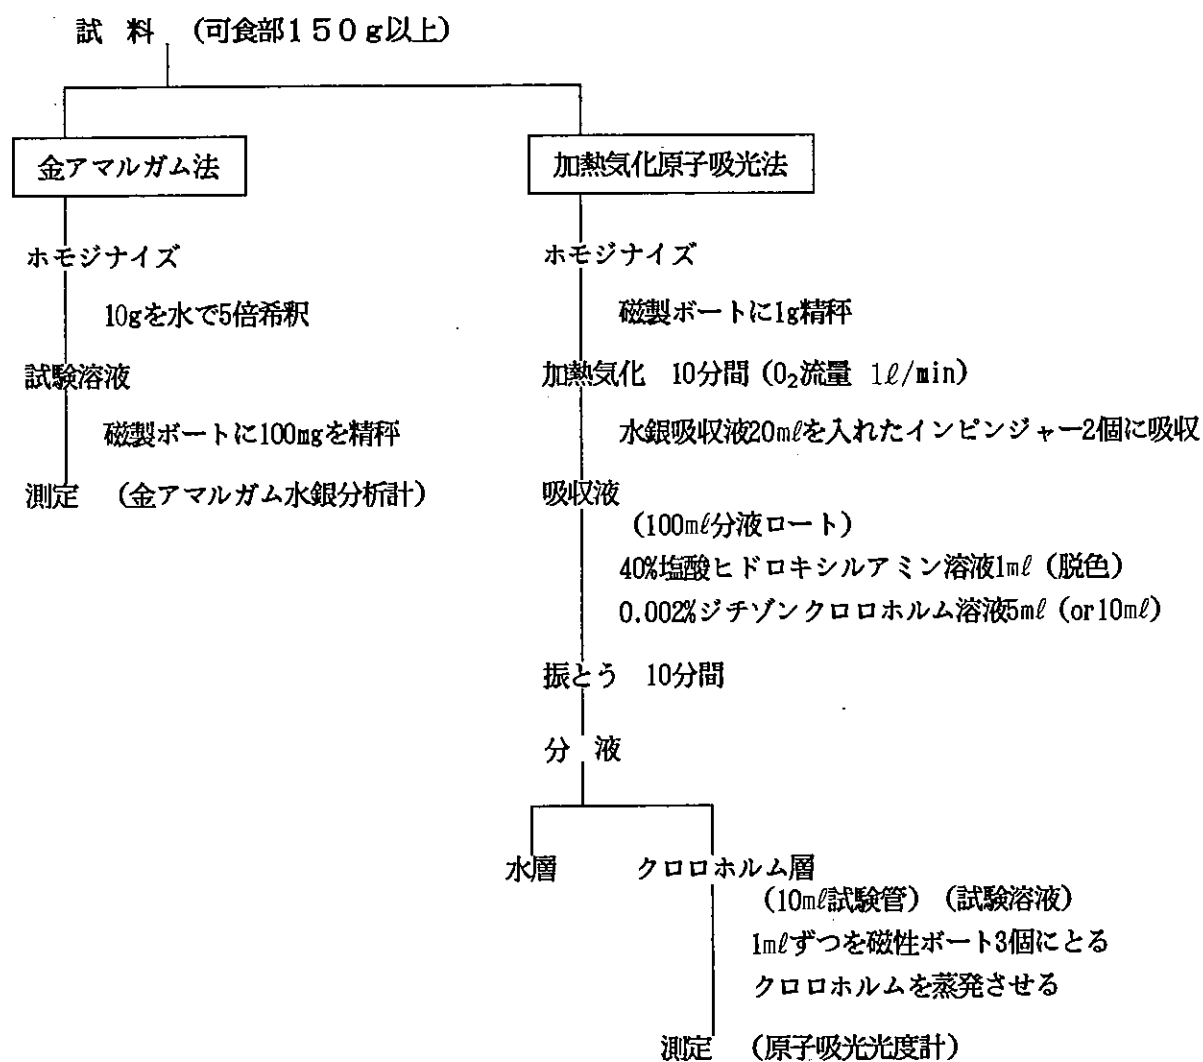 試 料 (可食部150g以上)
金アマルガム法
ホモジナイズ
10gを水で5倍希釈
試験溶液
磁製ボートに100mgを精秤
測定 (金アマルガム水銀分析計)
加熱気化原子吸光法
ホモジナイズ
磁製ボートに1g精秤
加熱気化 10分間 (O₂流量 1ℓ/min)
水銀吸収液20mℓを入れたインピンジャー2個に吸収
吸収液
(100mℓ分液ロート)
40%塩酸ヒドロキシルアミン溶液1mℓ (脱色)
0.002%ジチゾンクロロホルム溶液5mℓ (or10mℓ)
振とう 10分間
分 液
水層
クロロホルム層
(10mℓ試験管) (試験溶液)
1mℓずつを磁性ボート3個にとる
クロロホルムを蒸発させる
測定 (原子吸光光度計)